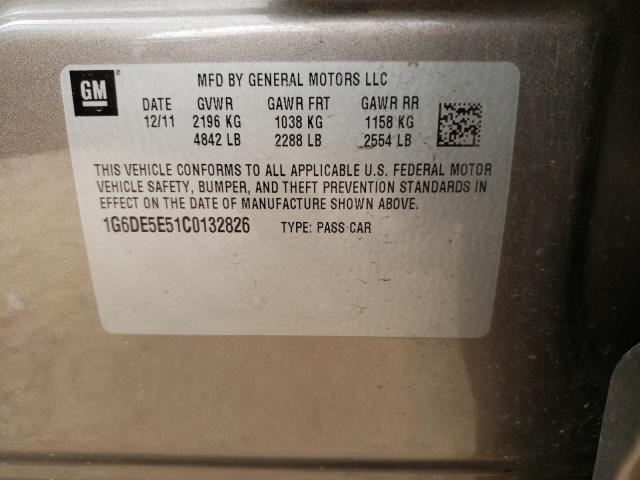 GM
MFD BY GENERAL MOTORS LLC
DATE GVWR GAWR FRT GAWR RR
12/11 2196 KG 1038 KG 1158 KG
4842 LB 2288 LB 2554 LB
THIS VEHICLE CONFORMS TO ALL APPLICABLE U.S. FEDERAL MOTOR
VEHICLE SAFETY, BUMPER, AND THEFT PREVENTION STANDARDS IN
EFFECT ON THE DATE OF MANUFACTURE SHOWN ABOVE.
1G6DE5E51C0132826 TYPE: PASS CAR